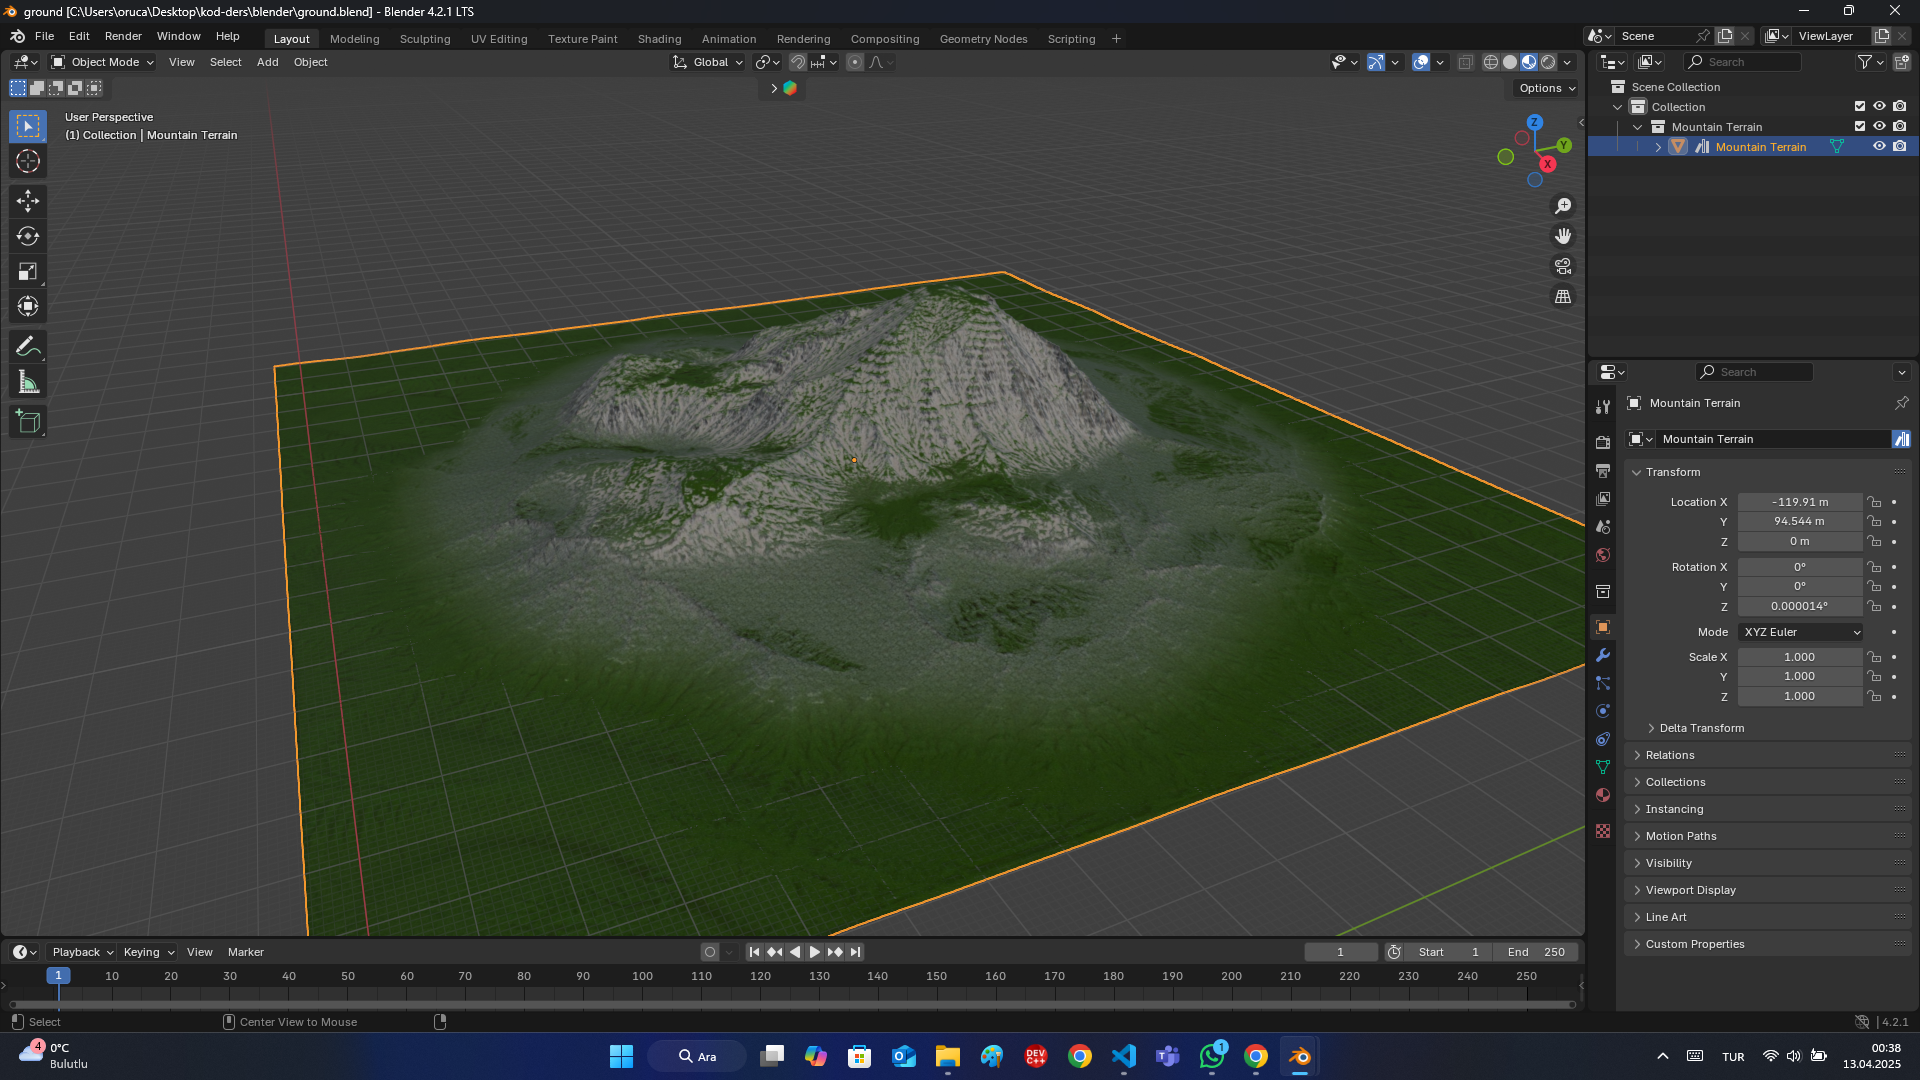 ground [C:\Users\oruca\Desktop\kod-ders\blender\ground.blend] - Blender 4.2.1 LTS
File Edit Render Window Help Layout Modeling Sculpting UV Editing Texture Paint Shading Animation Rendering Compositing Geometry Nodes Scripting + Scene ViewLayer
Object Mode View Select Add Object Global Search
Options
User Perspective
(1) Collection | Mountain Terrain
Z
Y
X
Scene Collection
Collection
Mountain Terrain
Mountain Terrain
Search
Mountain Terrain
Mountain Terrain
Transform
Location X -119.91 m
Y 94.544 m
Z 0 m
Rotation X 0°
Y 0°
Z 0.000014°
Mode XYZ Euler
Scale X 1.000
Y 1.000
Z 1.000
Delta Transform
Relations
Collections
Instancing
Motion Paths
Visibility
Viewport Display
Line Art
Custom Properties
Playback Keying View Marker 1 Start 1 End 250
1 10 20 30 40 50 60 70 80 90 100 110 120 130 140 150 160 170 180 190 200 210 220 230 240 250
Select Center View to Mouse 4.2.1
4 0°C
Bulutlu
Ara
DEV C++
1
TUR
00:38
13.04.2025